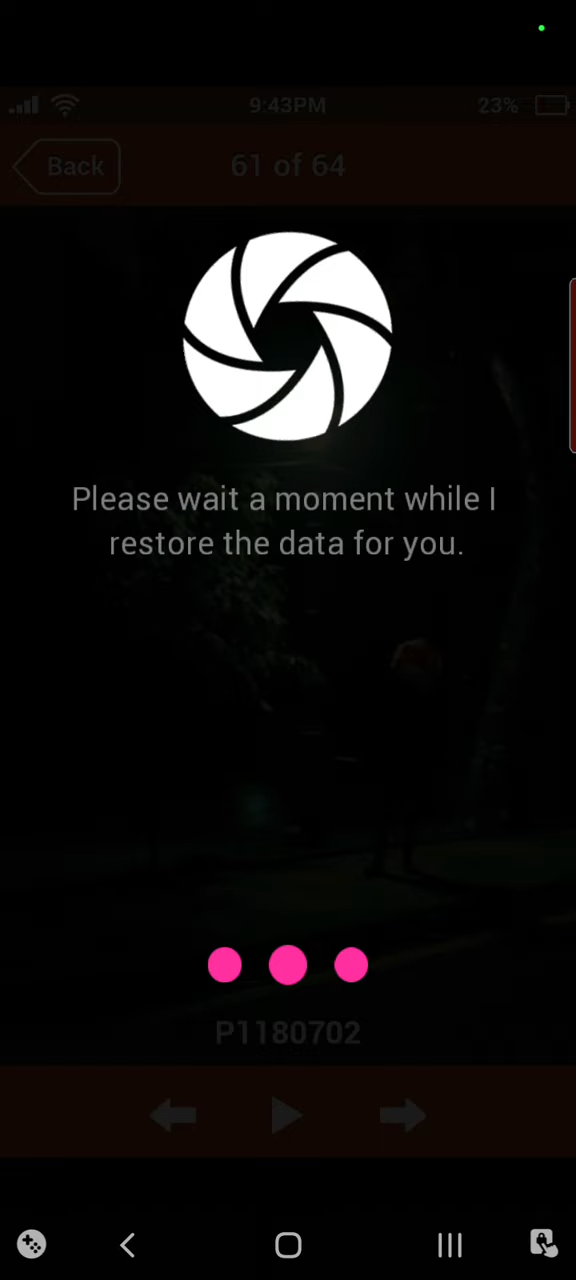 9:43PM 23%
Back 61 of 64
Please wait a moment while I
restore the data for you.
P1180702